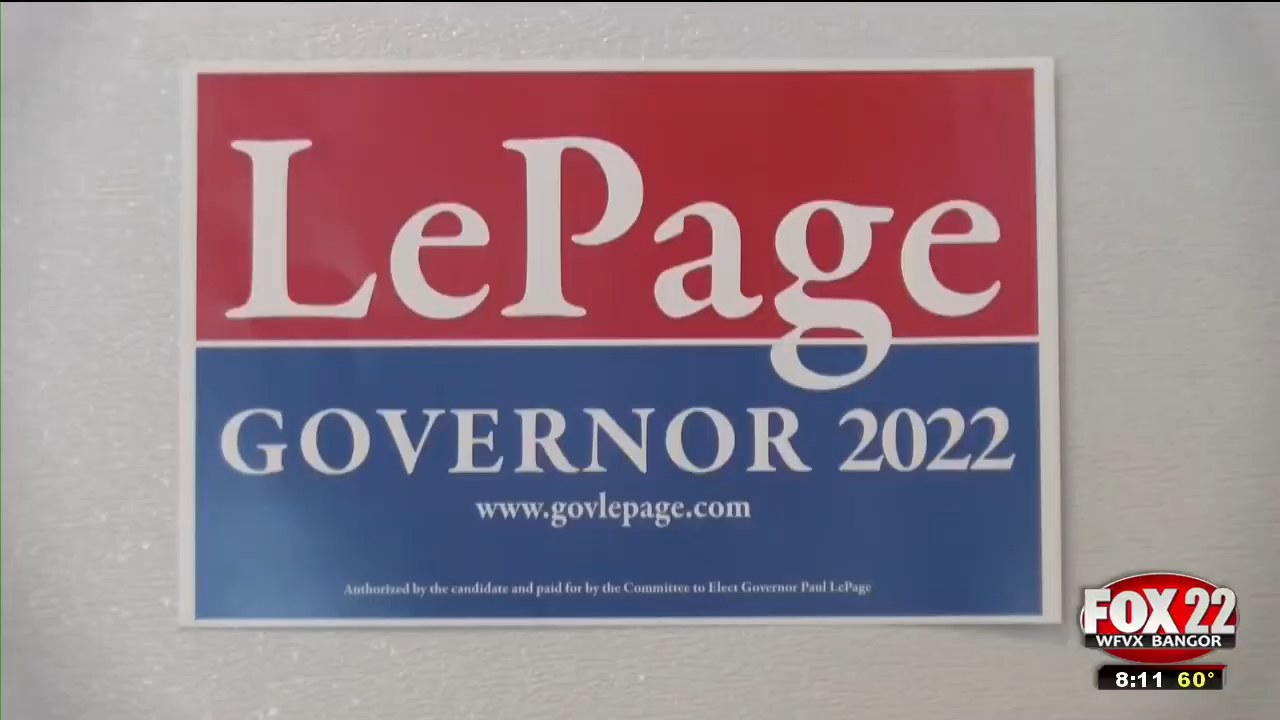 LePage
GOVERNOR 2022
www.govlepage.com
Authorized by the candidate and paid for by the Committee to Elect Governor Paul LePage
FOX 22
WFVX BANGOR
8:11 60°